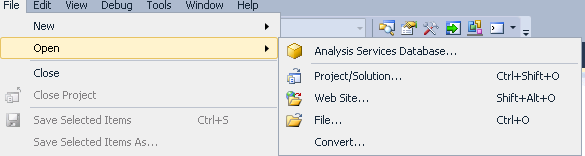 File Edit View Debug Tools Window Help
New
Open
Close
Close Project
Save Selected Items Ctrl+S
Save Selected Items As...
Analysis Services Database...
Project/Solution... Ctrl+Shift+O
Web Site... Shift+Alt+O
File... Ctrl+O
Convert...